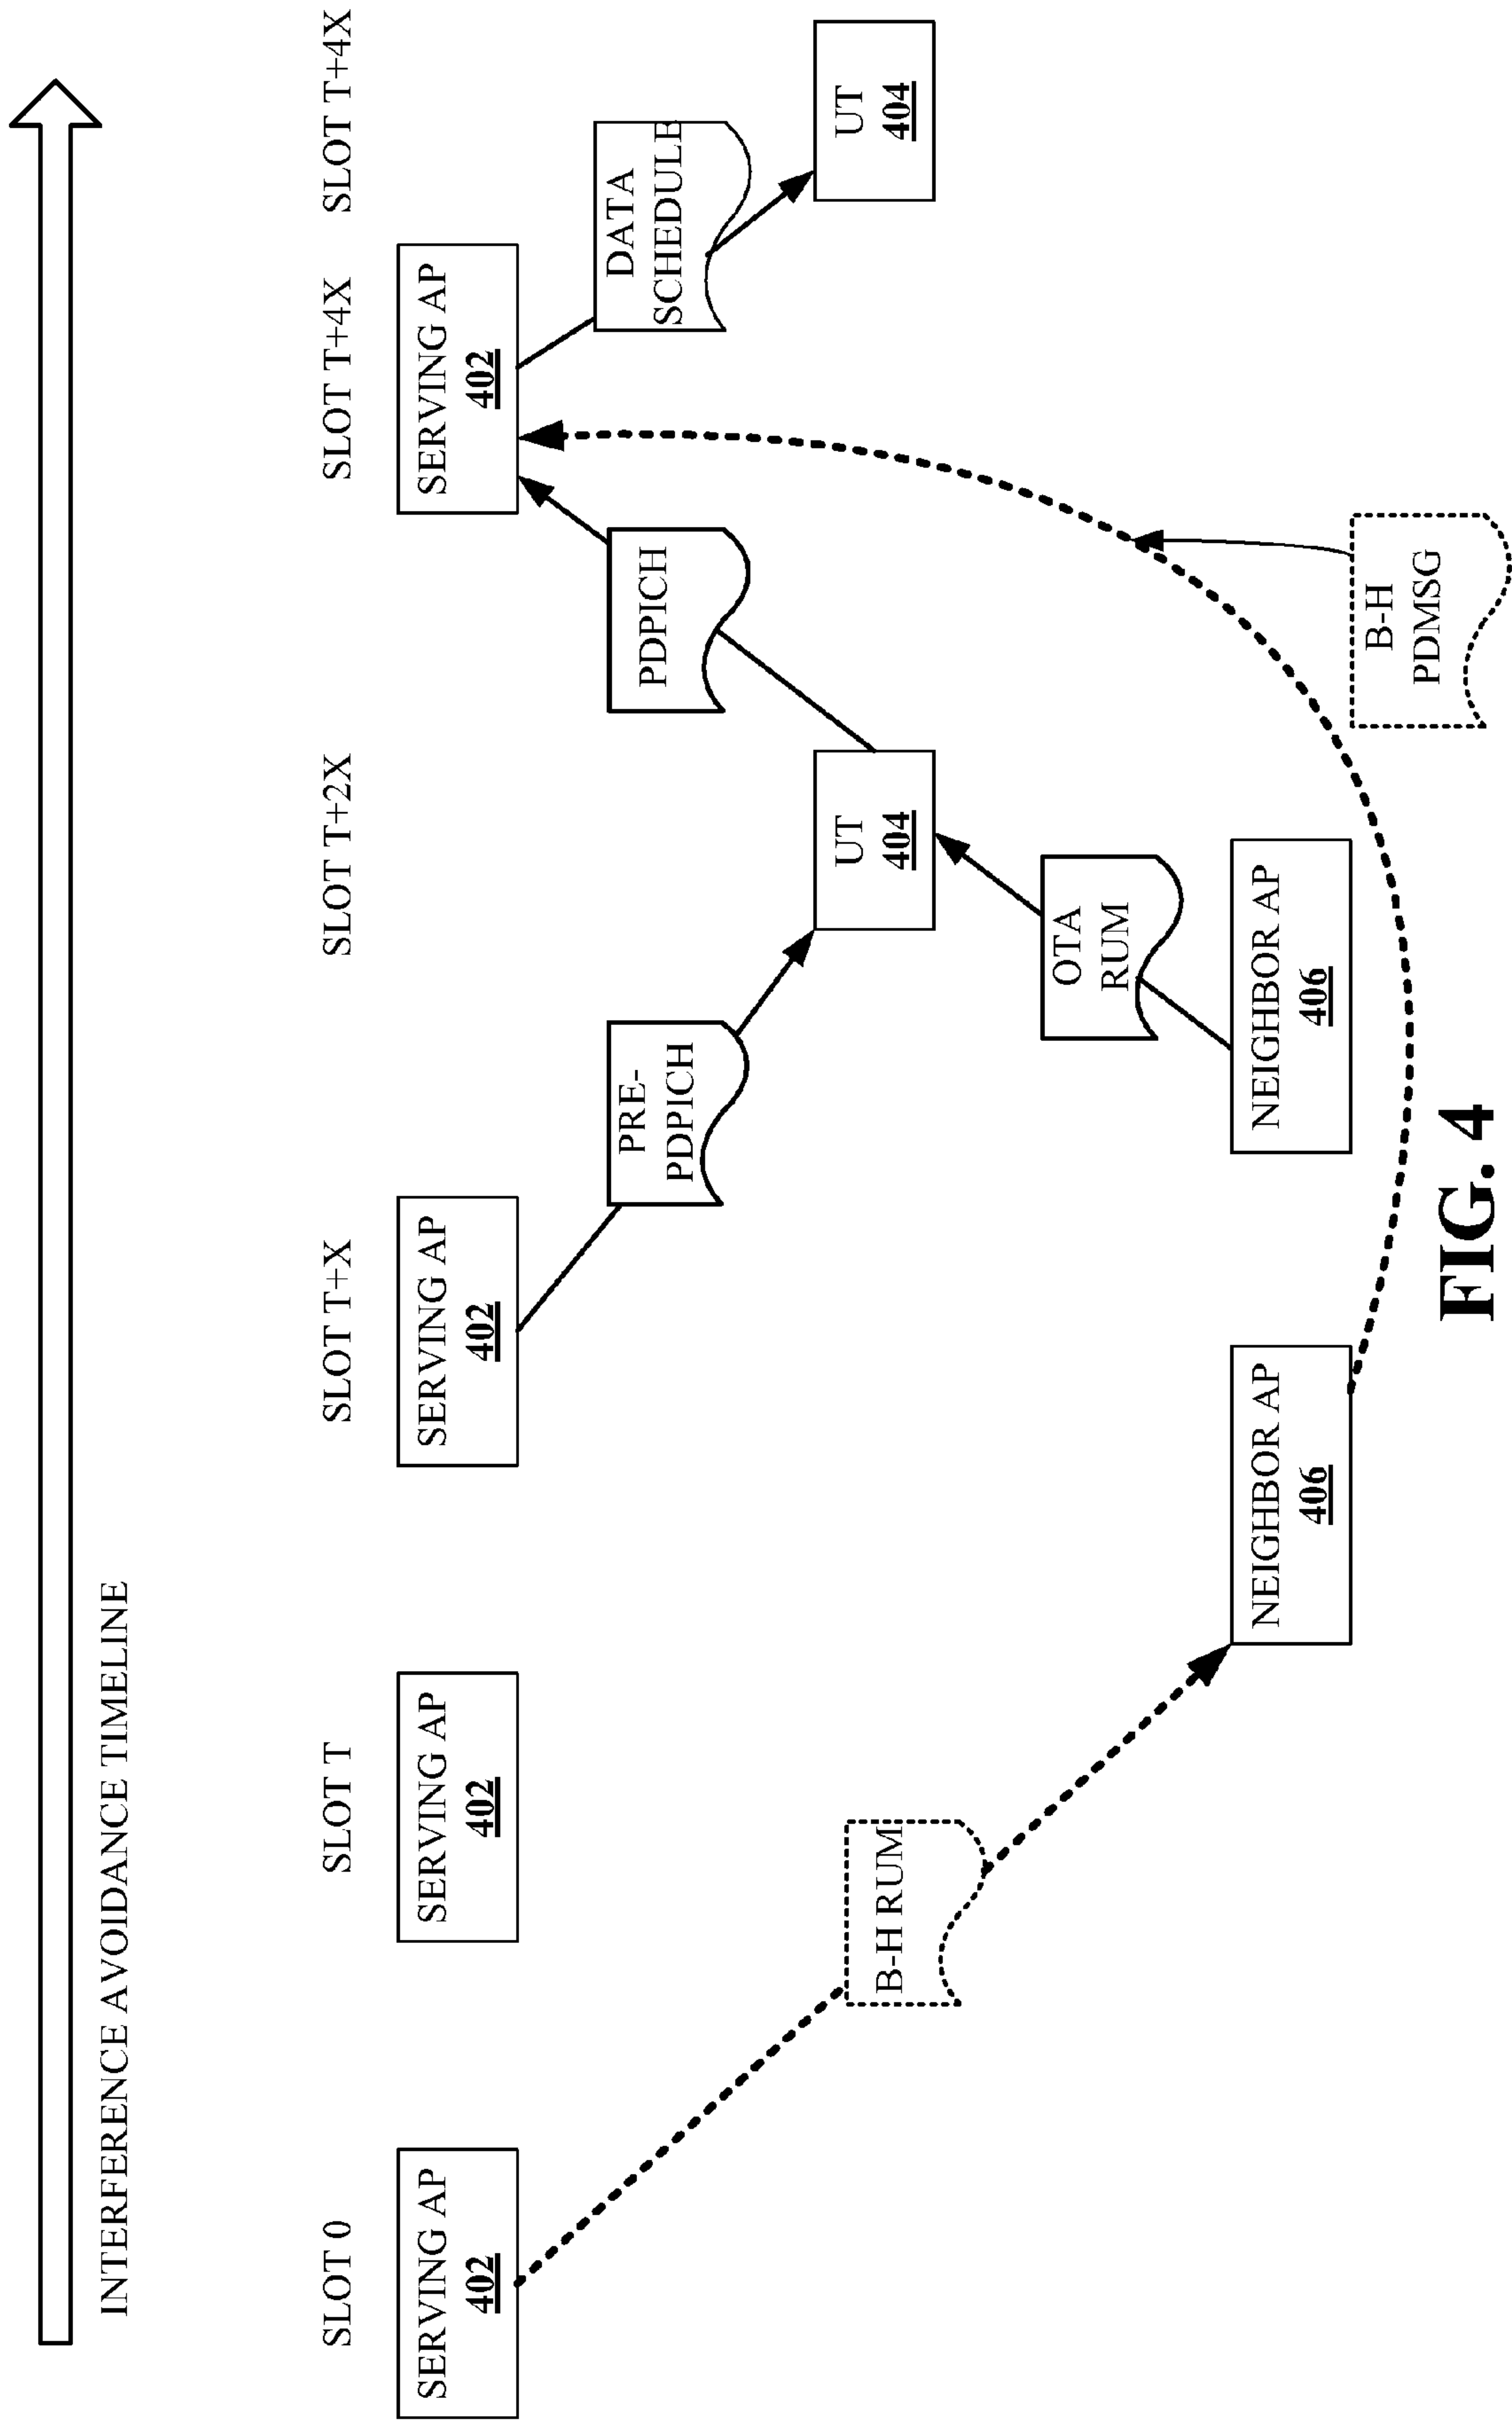 INTERFERENCE AVOIDANCE TIMELINE
SLOT 0
SLOT T
SLOT T+X
SLOT T+2X
SLOT T+4X
SLOT T+4X
SERVING AP
402
SERVING AP
402
SERVING AP
402
SERVING AP
402
PRE-
PDPICH
PDPICH
DATA
SCHEDULE
B-H RUM
UT
404
UT
404
OTA
RUM
NEIGHBOR AP
406
NEIGHBOR AP
406
B-H
PDMSG
FIG. 4